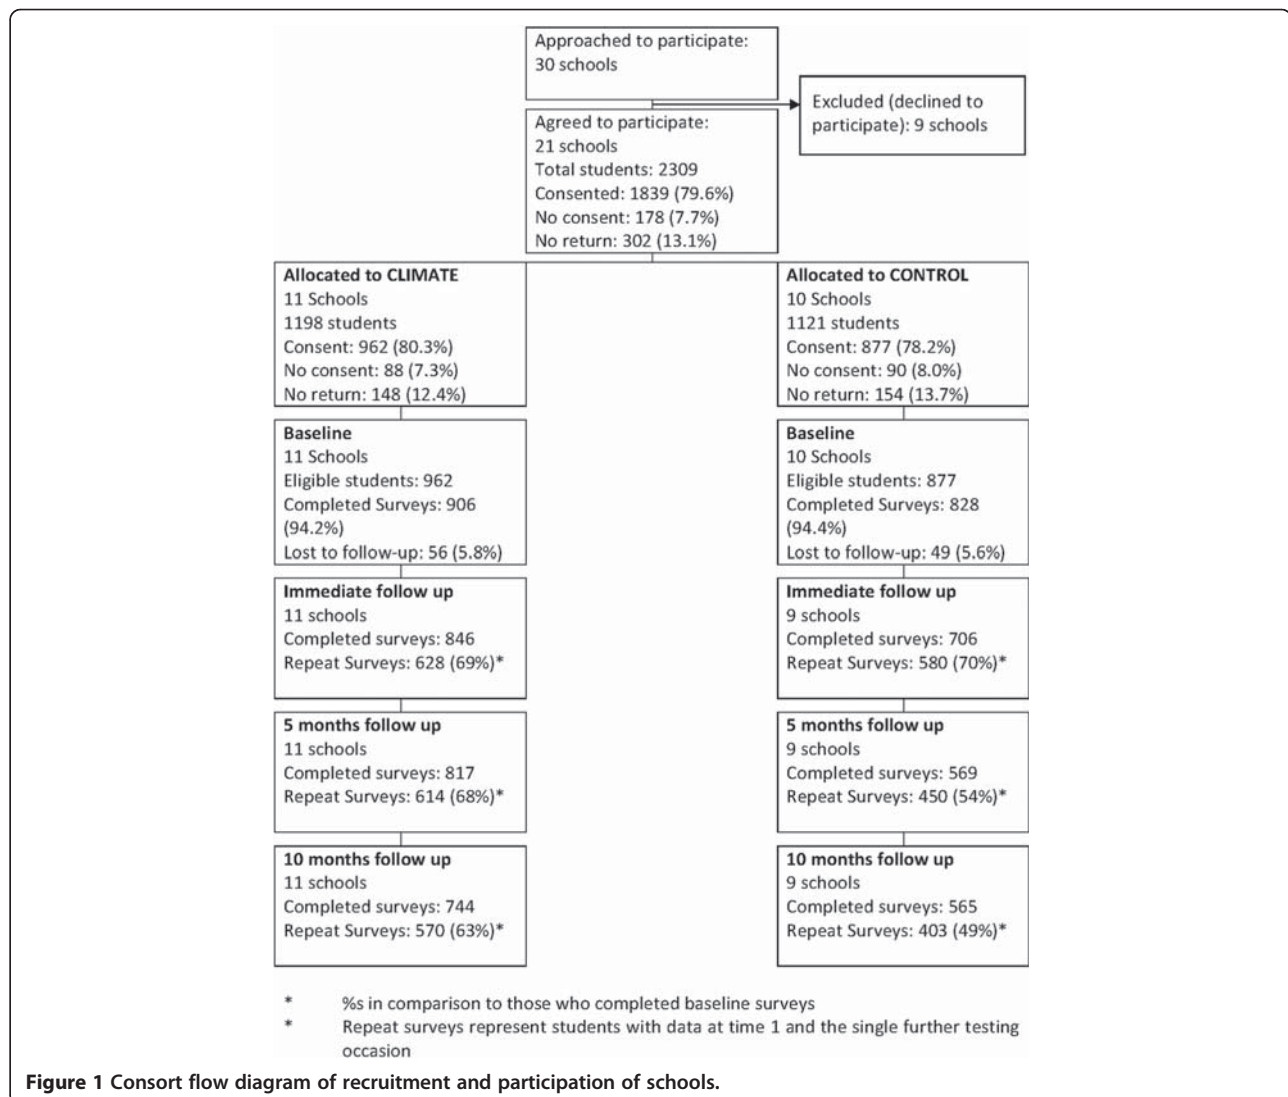 Approached to participate:
30 schools
Excluded (declined to
participate): 9 schools
Agreed to participate:
21 schools
Total students: 2309
Consented: 1839 (79.6%)
No consent: 178 (7.7%)
No return: 302 (13.1%)
Allocated to CLIMATE
11 Schools
1198 students
Consent: 962 (80.3%)
No consent: 88 (7.3%)
No return: 148 (12.4%)
Allocated to CONTROL
10 Schools
1121 students
Consent: 877 (78.2%)
No consent: 90 (8.0%)
No return: 154 (13.7%)
Baseline
11 Schools
Eligible students: 962
Completed Surveys: 906
(94.2%)
Lost to follow-up: 56 (5.8%)
Baseline
10 Schools
Eligible students: 877
Completed Surveys: 828
(94.4%)
Lost to follow-up: 49 (5.6%)
Immediate follow up
11 schools
Completed surveys: 846
Repeat Surveys: 628 (69%)*
Immediate follow up
9 schools
Completed surveys: 706
Repeat Surveys: 580 (70%)*
5 months follow up
11 schools
Completed surveys: 817
Repeat Surveys: 614 (68%)*
5 months follow up
9 schools
Completed surveys: 569
Repeat Surveys: 450 (54%)*
10 months follow up
11 schools
Completed surveys: 744
Repeat Surveys: 570 (63%)*
10 months follow up
9 schools
Completed surveys: 565
Repeat Surveys: 403 (49%)*
* %s in comparison to those who completed baseline surveys
* Repeat surveys represent students with data at time 1 and the single further testing
occasion
Figure 1 Consort flow diagram of recruitment and participation of schools.